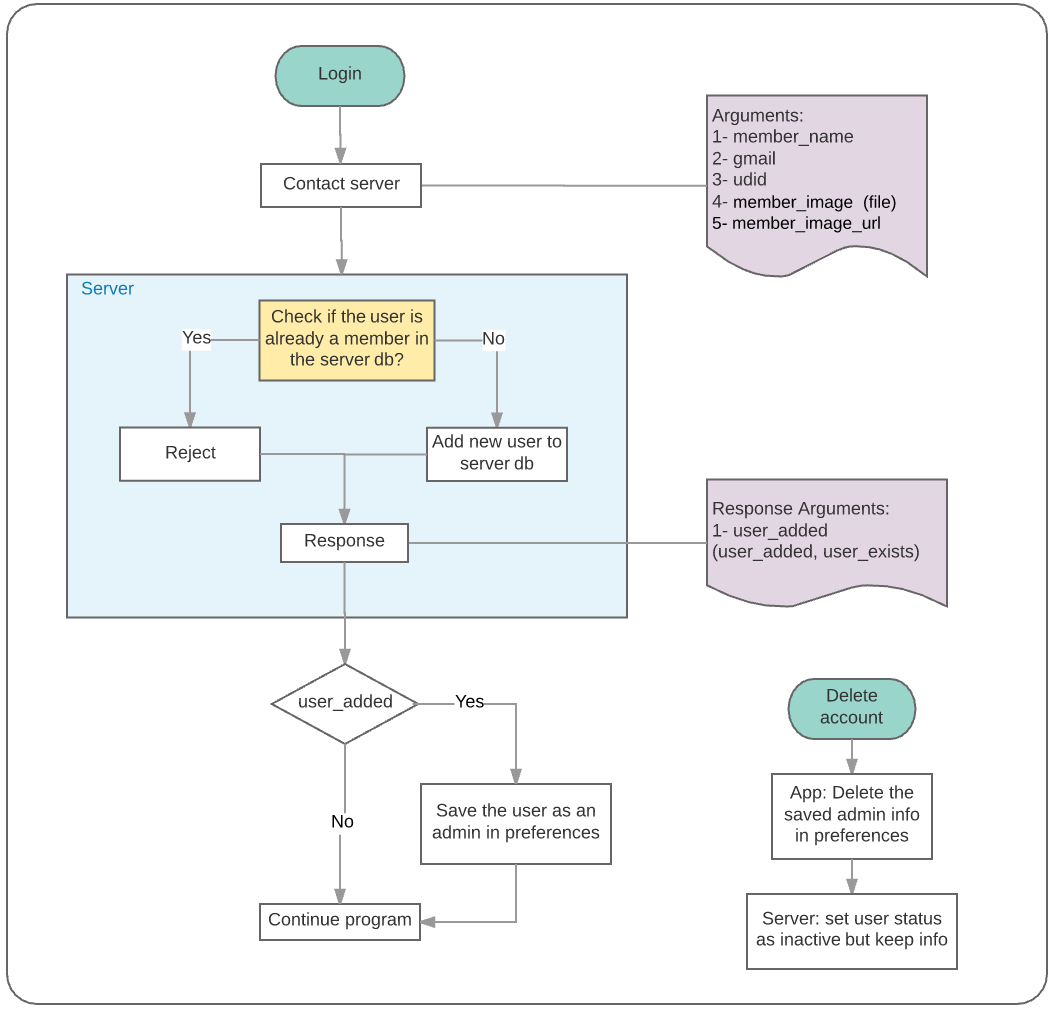 Login
Contact server
Arguments:
1- member_name
2- gmail
3- udid
4- member_image (file)
5- member_image_url
Server
Check if the user is
already a member in
the server db?
Yes
No
Reject
Add new user to
server db
Response
Response Arguments:
1- user_added
(user_added, user_exists)
user_added
Yes
Save the user as an
admin in preferences
No
Continue program
Delete
account
App: Delete the
saved admin info
in preferences
Server: set user status
as inactive but keep info